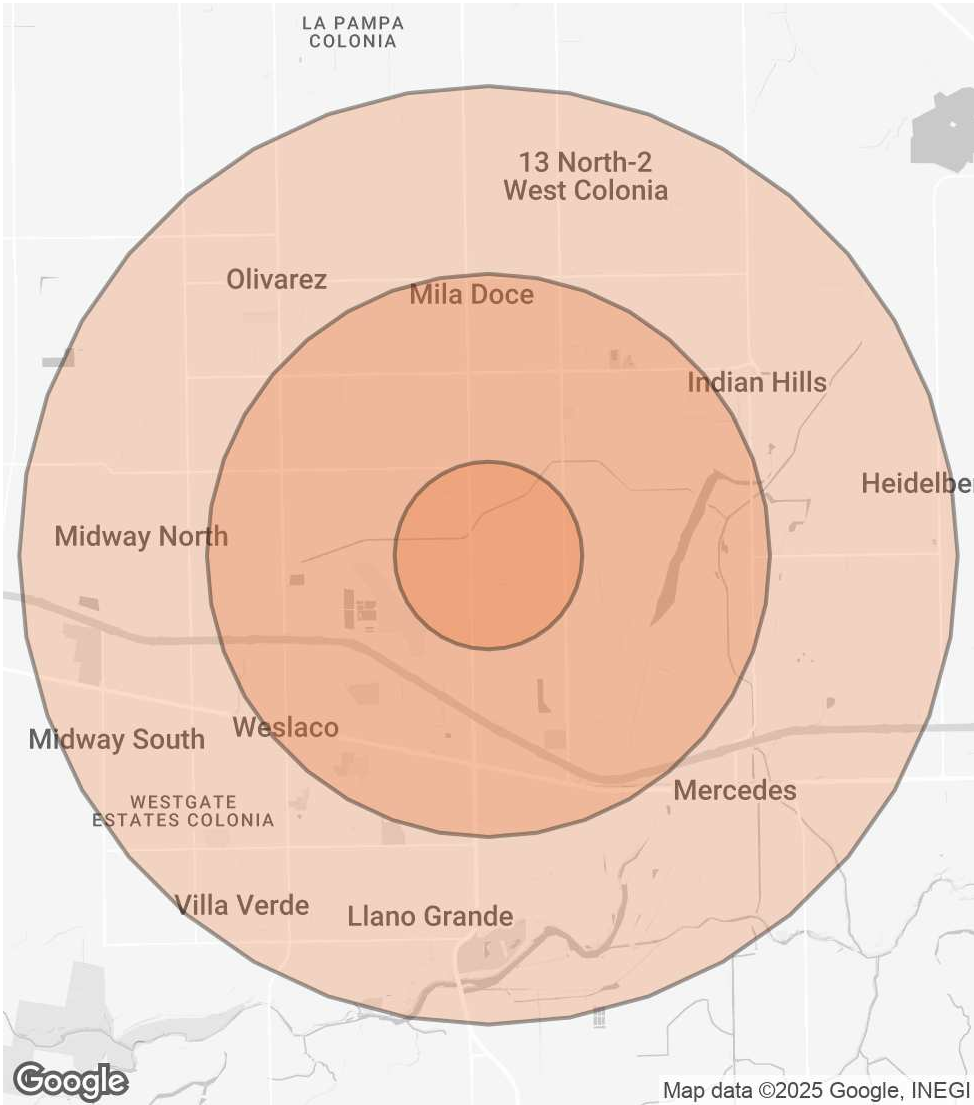 LA PAMPA
COLONIA
13 North-2
West Colonia
Olivarez
Mila Doce
Indian Hills
Heidelber
Midway North
Weslaco
Midway South
Mercedes
WESTGATE
ESTATES COLONIA
Villa Verde
Llano Grande
Google
Map data ©2025 Google, INEGI